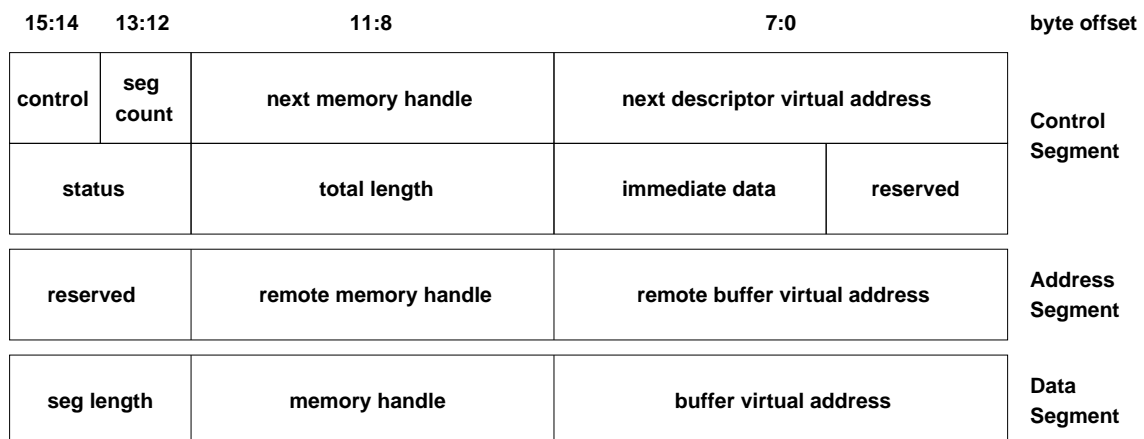 15:14 13:12 11:8 7:0 byte offset
control seg count next memory handle next descriptor virtual address Control Segment
status total length immediate data reserved
reserved remote memory handle remote buffer virtual address Address Segment
seg length memory handle buffer virtual address Data Segment